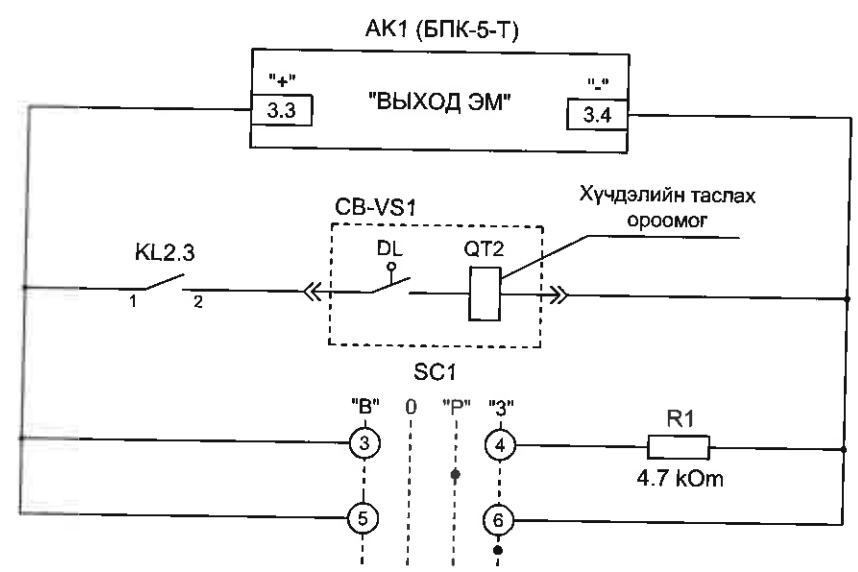 АК1 (БПК-5-Т)
"+" "-"
3.3 "ВЫХОД ЭМ" 3.4
Хүчдэлийн таслах
ороомог
CB-VS1
KL2.3 DL QT2
1 2
SC1
"В" 0 "Р" "З" R1
3 4
4.7 kOm
5 6